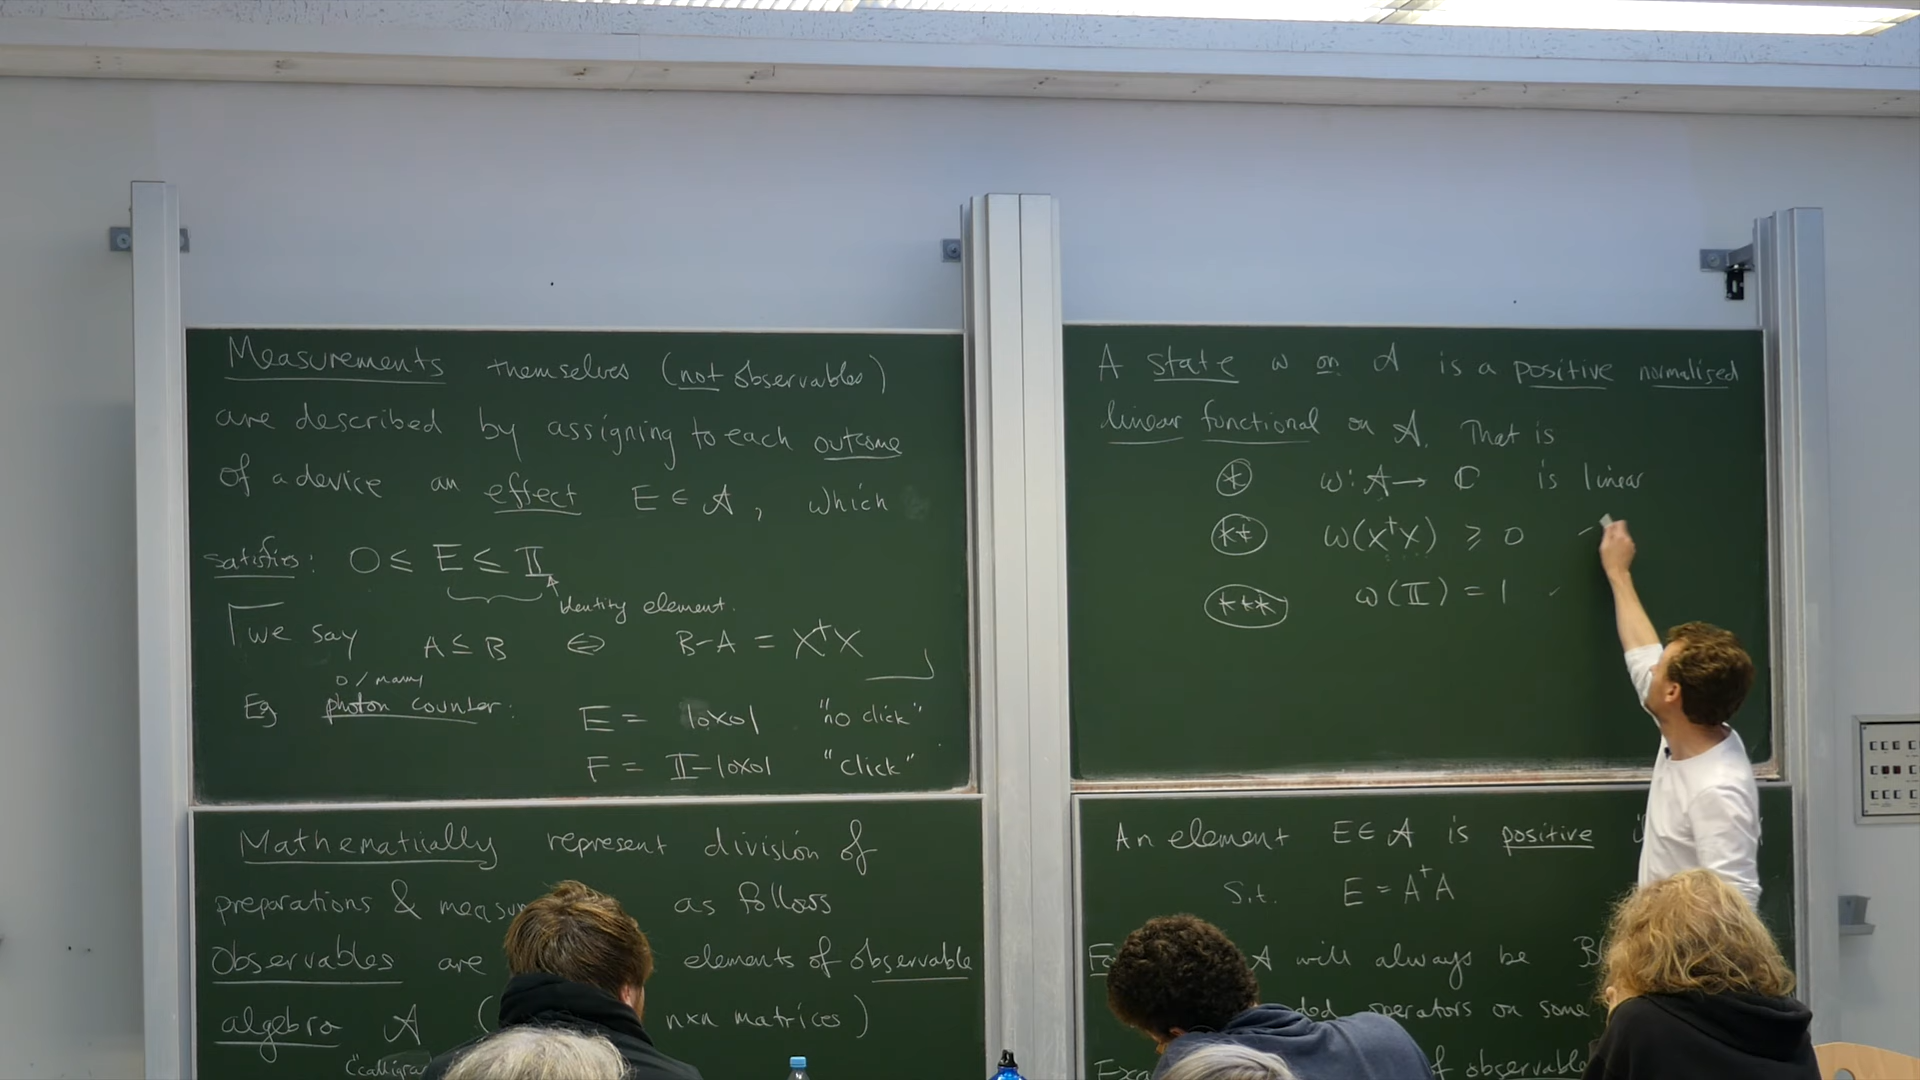 Measurements themselves (not observables)
are described by assigning to each outcome
of a device an effect E ∈ A, which
satisfies: 0 ≤ E ≤ 𝕀
Identity element.
we say A ≤ B ⇔ B-A = X†X
0 / many
Eg photon counter: E = |0⟩⟨0| "no click"
F = 𝕀-|0⟩⟨0| "click"
Mathematically represent division of
preparations & as follows
Observables are elements of observable
algebra A ( n×n matrices)
A state ω on A is a positive normalised
linear functional on A. That is
(*) ω: A → ℂ is linear
(**) ω(X†X) ≥ 0
(***) ω(𝕀) = 1
An element E ∈ A is positive
s.t. E = A†A
A will always be
operators on some
observable